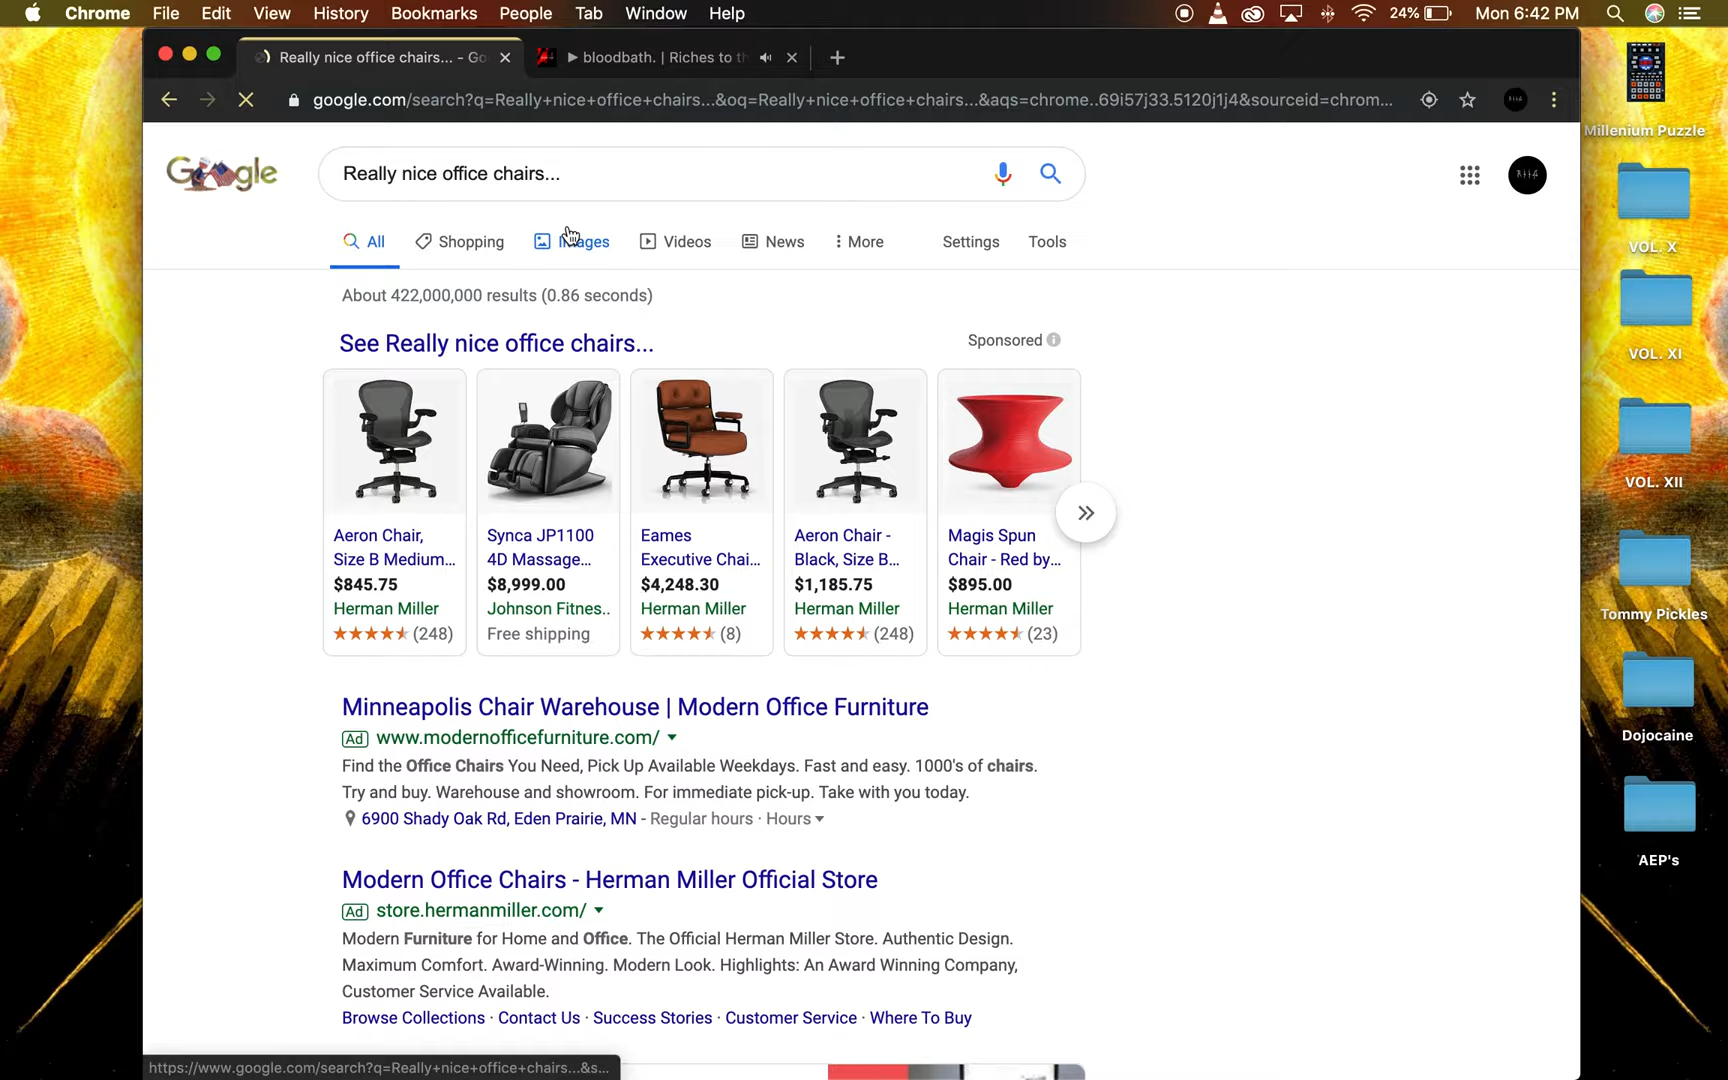 Chrome File Edit View History Bookmarks People Tab Window Help 24% Mon 6:42 PM
Really nice office chairs... - Go
bloodbath. | Riches to th
google.com/search?q=Really+nice+office+chairs...&oq=Really+nice+office+chairs...&aqs=chrome..69i57j33.5120j1j4&sourceid=chrom...
Google
Really nice office chairs...
All Shopping Images Videos News More Settings Tools
About 422,000,000 results (0.86 seconds)
See Really nice office chairs...
Sponsored
Aeron Chair,
Size B Medium...
$845.75
Herman Miller
(248)
Synca JP1100
4D Massage...
$8,999.00
Johnson Fitnes..
Free shipping
Eames
Executive Chai...
$4,248.30
Herman Miller
(8)
Aeron Chair -
Black, Size B...
$1,185.75
Herman Miller
(248)
Magis Spun
Chair - Red by...
$895.00
Herman Miller
(23)
Minneapolis Chair Warehouse | Modern Office Furniture
Ad www.modernofficefurniture.com/
Find the Office Chairs You Need, Pick Up Available Weekdays. Fast and easy. 1000's of chairs.
Try and buy. Warehouse and showroom. For immediate pick-up. Take with you today.
6900 Shady Oak Rd, Eden Prairie, MN - Regular hours · Hours
Modern Office Chairs - Herman Miller Official Store
Ad store.hermanmiller.com/
Modern Furniture for Home and Office. The Official Herman Miller Store. Authentic Design.
Maximum Comfort. Award-Winning. Modern Look. Highlights: An Award Winning Company,
Customer Service Available.
Browse Collections · Contact Us · Success Stories · Customer Service · Where To Buy
https://www.google.com/search?q=Really+nice+office+chairs...&s...
Millenium Puzzle
VOL. X
VOL. XI
VOL. XII
Tommy Pickles
Dojocaine
AEP's